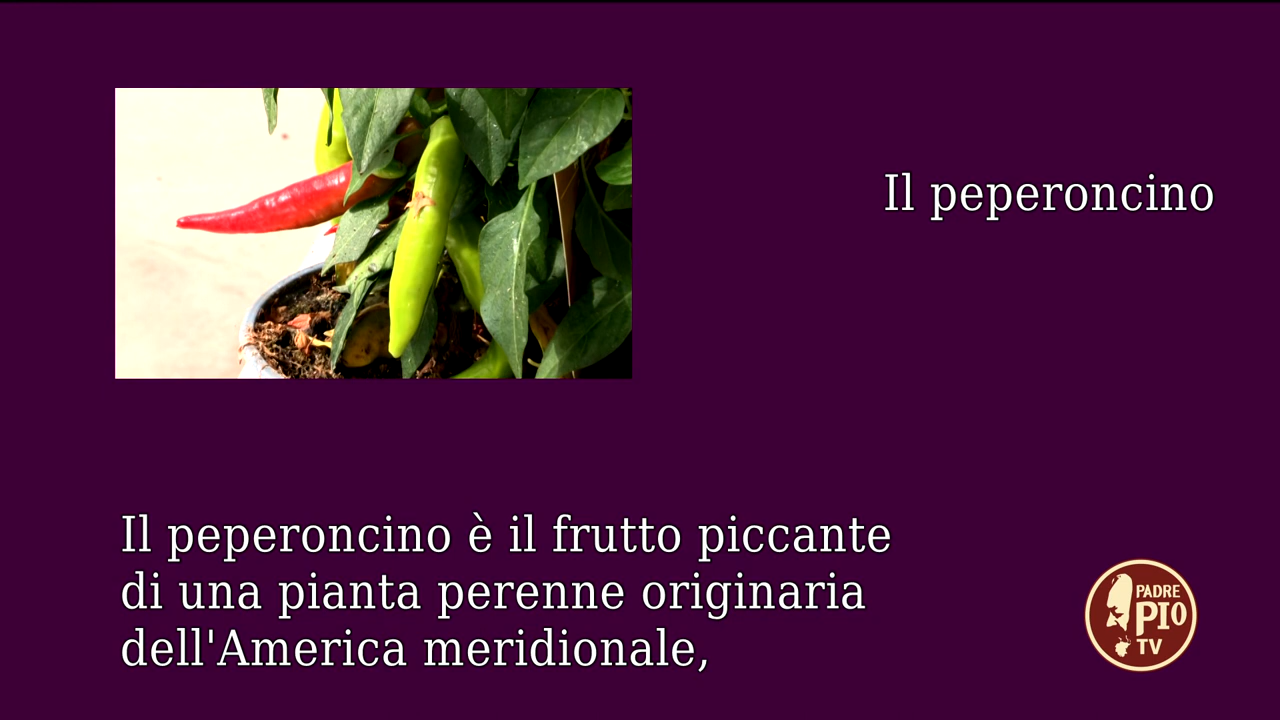 Il peperoncino
Il peperoncino è il frutto piccante
di una pianta perenne originaria
dell'America meridionale,
PADRE
PIO
TV